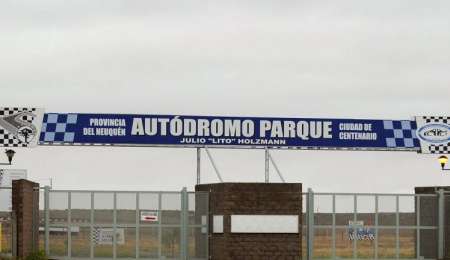 PROVINCIA
DEL NEUQUÉN
AUTÓDROMO PARQUE
JULIO "LITO" HOLZMANN
CIUDAD DE
CENTENARIO